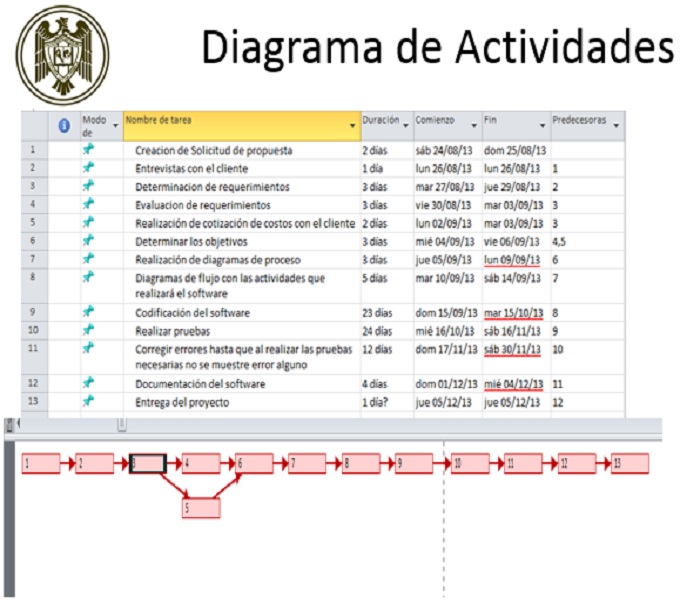 Diagrama de Actividades
Modo de Nombre de tarea Duración Comienzo Fin Predecesoras
1 Creacion de Solicitud de propuesta 2 días sáb 24/08/13 dom 25/08/13
2 Entrevistas con el cliente 1 día lun 26/08/13 lun 26/08/13 1
3 Determinacion de requerimientos 3 días mar 27/08/13 jue 29/08/13 2
4 Evaluacion de requerimientos 3 días vie 30/08/13 mar 03/09/13 3
5 Realización de cotización de costos con el cliente 2 días lun 02/09/13 mar 03/09/13 3
6 Determinar los objetivos 3 días mié 04/09/13 vie 06/09/13 4,5
7 Realización de diagramas de proceso 3 días jue 05/09/13 lun 09/09/13 6
8 Diagramas de flujo con las actividades que 5 días mar 10/09/13 sáb 14/09/13 7
realizará el software
9 Codificación del software 23 días dom 15/09/13 mar 15/10/13 8
10 Realizar pruebas 24 días mié 16/10/13 sáb 16/11/13 9
11 Corregir errores hasta que al realizar las pruebas 12 días dom 17/11/13 sáb 30/11/13 10
necesarias no se muestre error alguno
12 Documentación del software 4 días dom 01/12/13 mié 04/12/13 11
13 Entrega del proyecto 1 día? jue 05/12/13 jue 05/12/13 12
1 2 3 4 6 7 8 9 10 11 12 13
5